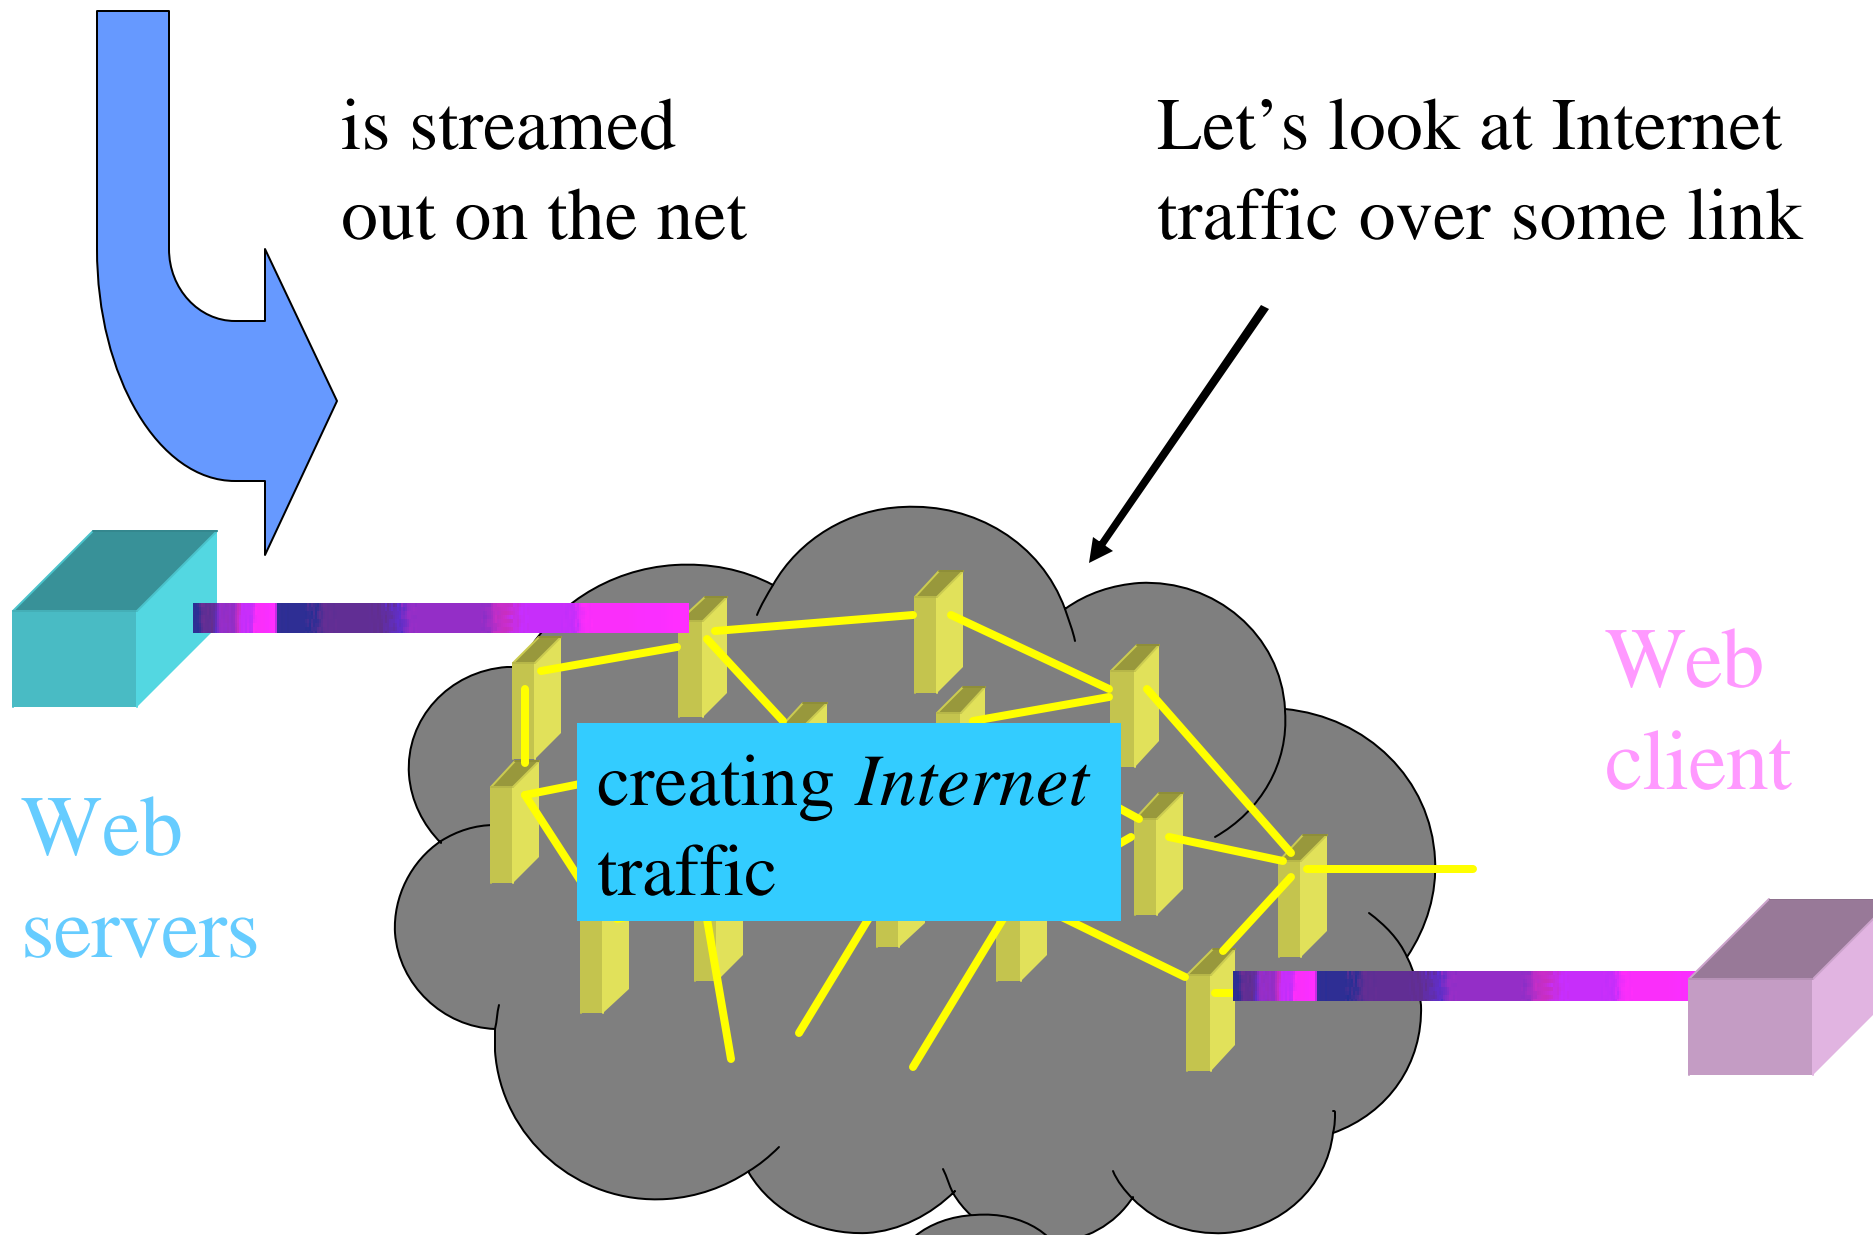 is streamed
out on the net
Let’s look at Internet
traffic over some link
creating Internet
traffic
Web
servers
Web
client